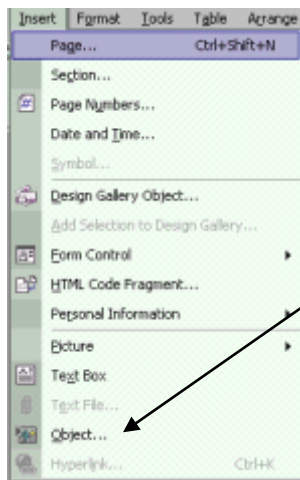 Insert Format Tools Table Arrange
Page... Ctrl+Shift+N
Section...
Page Numbers...
Date and Time...
Symbol...
Design Gallery Object...
Add Selection to Design Gallery...
Form Control
HTML Code Fragment...
Personal Information
Picture
Text Box
Text File...
Object...
Hyperlink... Ctrl+K